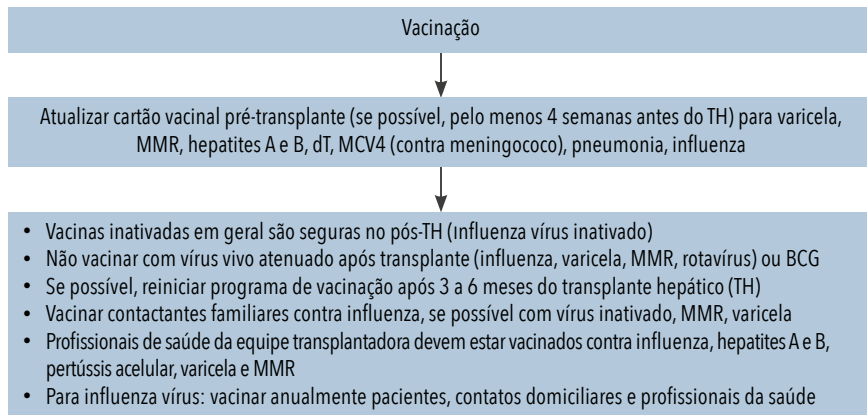 Vacinação
Atualizar cartão vacinal pré-transplante (se possível, pelo menos 4 semanas antes do TH) para varicela,
MMR, hepatites A e B, dT, MCV4 (contra meningococo), pneumonia, influenza
• Vacinas inativadas em geral são seguras no pós-TH (ınfluenza vírus inativado)
• Não vacinar com vírus vivo atenuado após transplante (influenza, varicela, MMR, rotavírus) ou BCG
• Se possível, reiniciar programa de vacinação após 3 a 6 meses do transplante hepático (TH)
• Vacinar contactantes familiares contra influenza, se possível com vírus inativado, MMR, varicela
• Profissionais de saúde da equipe transplantadora devem estar vacinados contra influenza, hepatites A e B,
pertússis acelular, varicela e MMR
• Para influenza vírus: vacinar anualmente pacientes, contatos domiciliares e profissionais da saúde